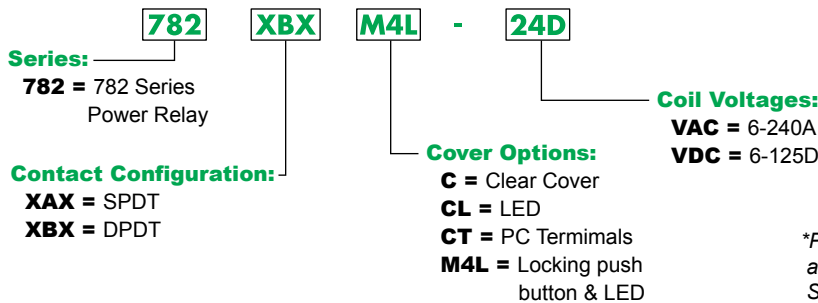 782 XBX M4L - 24D
Series:
782 = 782 Series
Power Relay
Contact Configuration:
XAX = SPDT
XBX = DPDT
Cover Options:
C = Clear Cover
CL = LED
CT = PC Termimals
M4L = Locking push
button & LED
Coil Voltages:
VAC = 6-240A
VDC = 6-125D